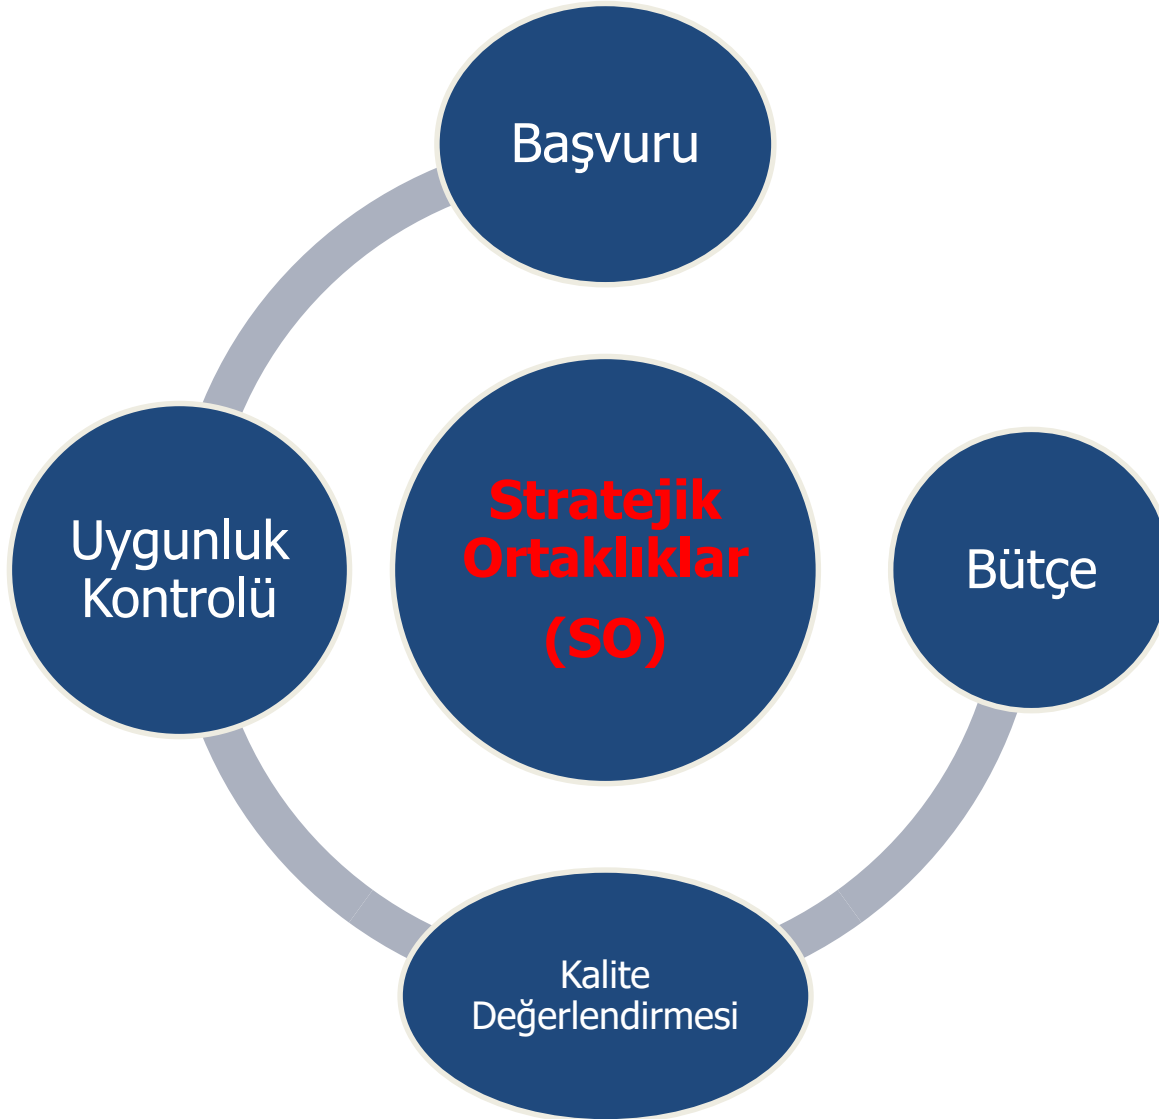 Başvuru
Stratejik
Ortaklıklar
(SO)
Uygunluk
Kontrolü
Bütçe
Kalite
Değerlendirmesi